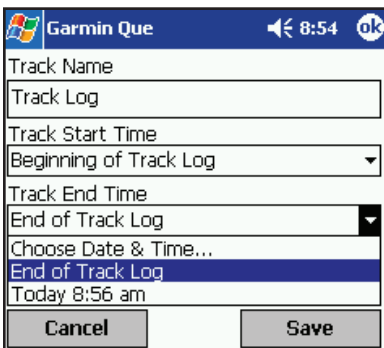 Garmin Que 8:54 ok
Track Name
Track Log
Track Start Time
Beginning of Track Log
Track End Time
End of Track Log
Choose Date & Time...
End of Track Log
Today 8:56 am
Cancel Save